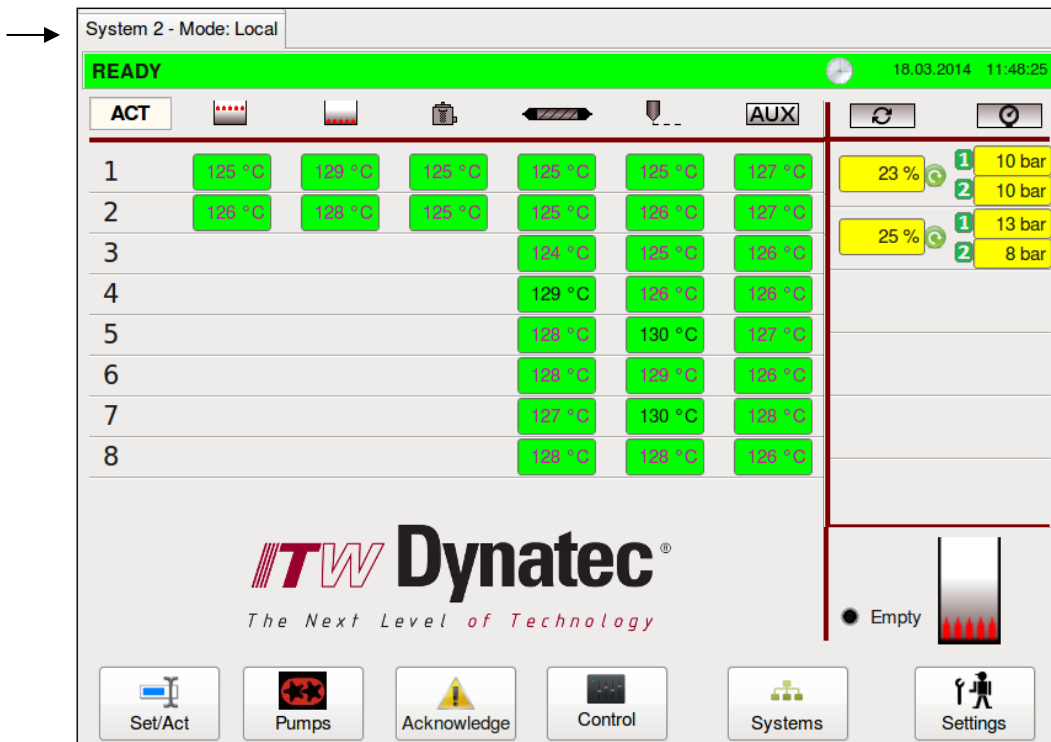 System 2 - Mode: Local
READY 18.03.2014 11:48:25
ACT AUX
1 125 °C 129 °C 125 °C 125 °C 125 °C 127 °C 23 % 1 10 bar
2 10 bar
2 126 °C 128 °C 125 °C 125 °C 126 °C 127 °C 25 % 1 13 bar
3 124 °C 125 °C 126 °C 2 8 bar
4 129 °C 126 °C 126 °C
5 128 °C 130 °C 127 °C
6 128 °C 129 °C 126 °C
7 127 °C 130 °C 128 °C
8 128 °C 128 °C 126 °C
ITW Dynatec®
The Next Level of Technology
Empty
Set/Act Pumps Acknowledge Control Systems Settings